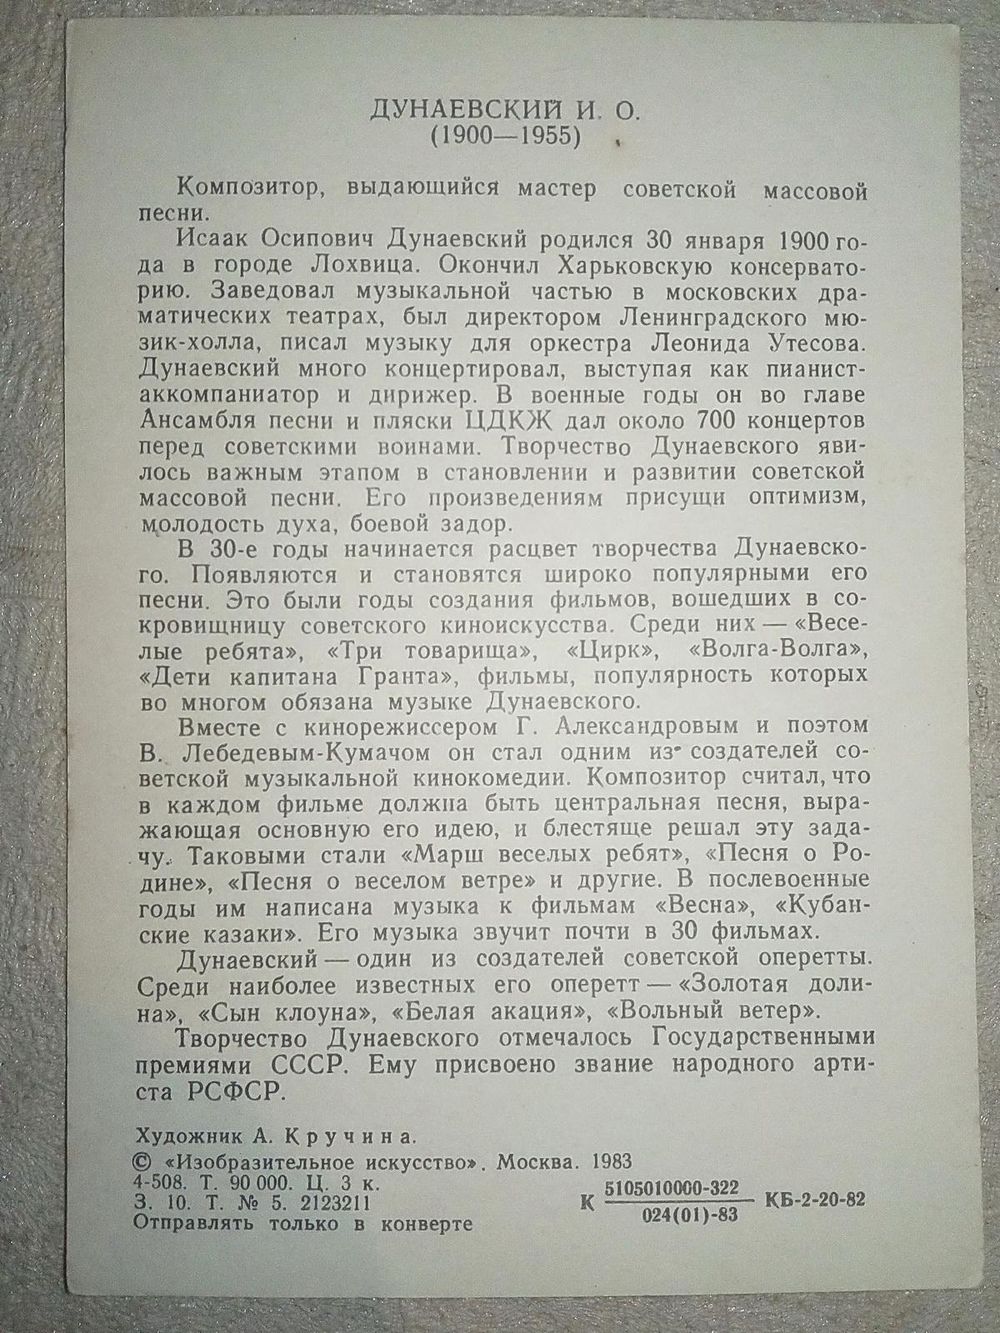 ДУНАЕВСКИЙ И. О.
(1900—1955)
Композитор, выдающийся мастер советской массовой
песни.
Исаак Осипович Дунаевский родился 30 января 1900 го-
да в городе Лохвица. Окончил Харьковскую консервато-
рию. Заведовал музыкальной частью в московских дра-
матических театрах, был директором Ленинградского мю-
зик-холла, писал музыку для оркестра Леонида Утесова.
Дунаевский много концертировал, выступая как пианист-
аккомпаниатор и дирижер. В военные годы он во главе
Ансамбля песни и пляски ЦДКЖ дал около 700 концертов
перед советскими воинами. Творчество Дунаевского яви-
лось важным этапом в становлении и развитии советской
массовой песни. Его произведениям присущи оптимизм,
молодость духа, боевой задор.
В 30-е годы начинается расцвет творчества Дунаевско-
го. Появляются и становятся широко популярными его
песни. Это были годы создания фильмов, вошедших в со-
кровищницу советского киноискусства. Среди них — «Весе-
лые ребята», «Три товарища», «Цирк», «Волга-Волга»,
«Дети капитана Гранта», фильмы, популярность которых
во многом обязана музыке Дунаевского.
Вместе с кинорежиссером Г. Александровым и поэтом
В. Лебедевым-Кумачом он стал одним из создателей со-
ветской музыкальной кинокомедии. Композитор считал, что
в каждом фильме должна быть центральная песня, выра-
жающая основную его идею, и блестяще решал эту зада-
чу. Таковыми стали «Марш веселых ребят», «Песня о Ро-
дине», «Песня о веселом ветре» и другие. В послевоенные
годы им написана музыка к фильмам «Весна», «Кубан-
ские казаки». Его музыка звучит почти в 30 фильмах.
Дунаевский — один из создателей советской оперетты.
Среди наиболее известных его оперетт — «Золотая доли-
на», «Сын клоуна», «Белая акация», «Вольный ветер».
Творчество Дунаевского отмечалось Государственными
премиями СССР. Ему присвоено звание народного арти-
ста РСФСР.
Художник А. Кручина.
© «Изобразительное искусство». Москва. 1983
4-508. Т. 90 000. Ц. 3 к.
З. 10. Т. № 5. 2123211
Отправлять только в конверте
К 5105010000-322 КБ-2-20-82
024(01)-83